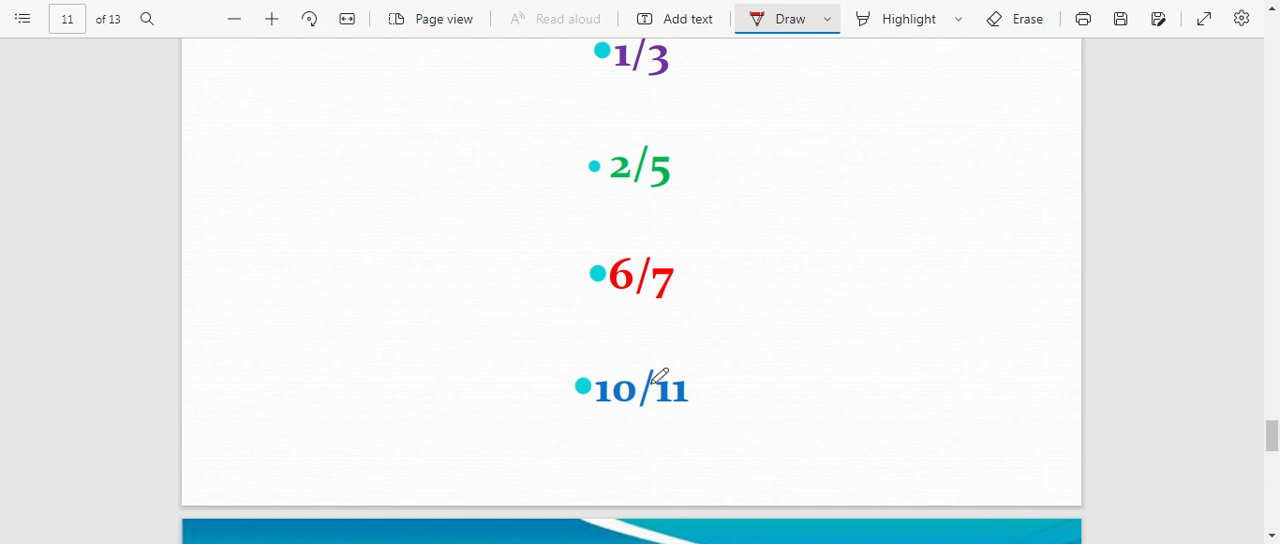 11 of 13 Page view Read aloud Add text Draw Highlight Erase
1/3
2/5
6/7
10/11